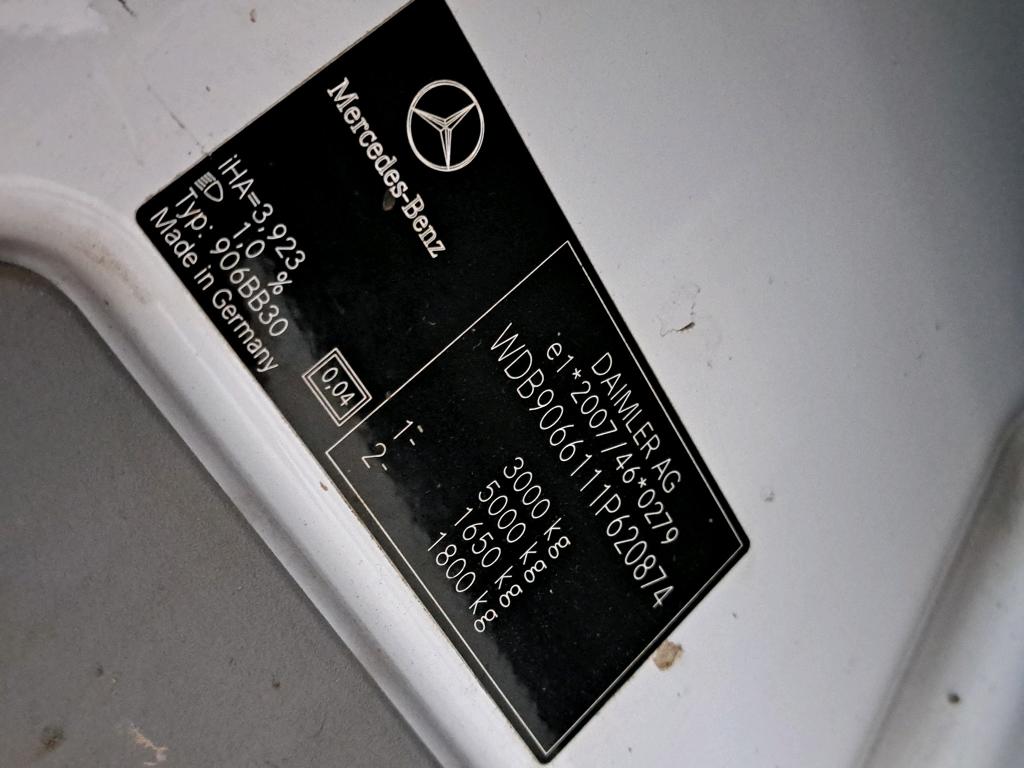 Mercedes-Benz
DAIMLER AG
e1*2007/46*0279
WDB9066111P620874
3000 kg
5000 kg
1- 1650 kg
2- 1800 kg
0,04
iHA=3,923
1,0 %
Typ: 906BB30
Made in Germany